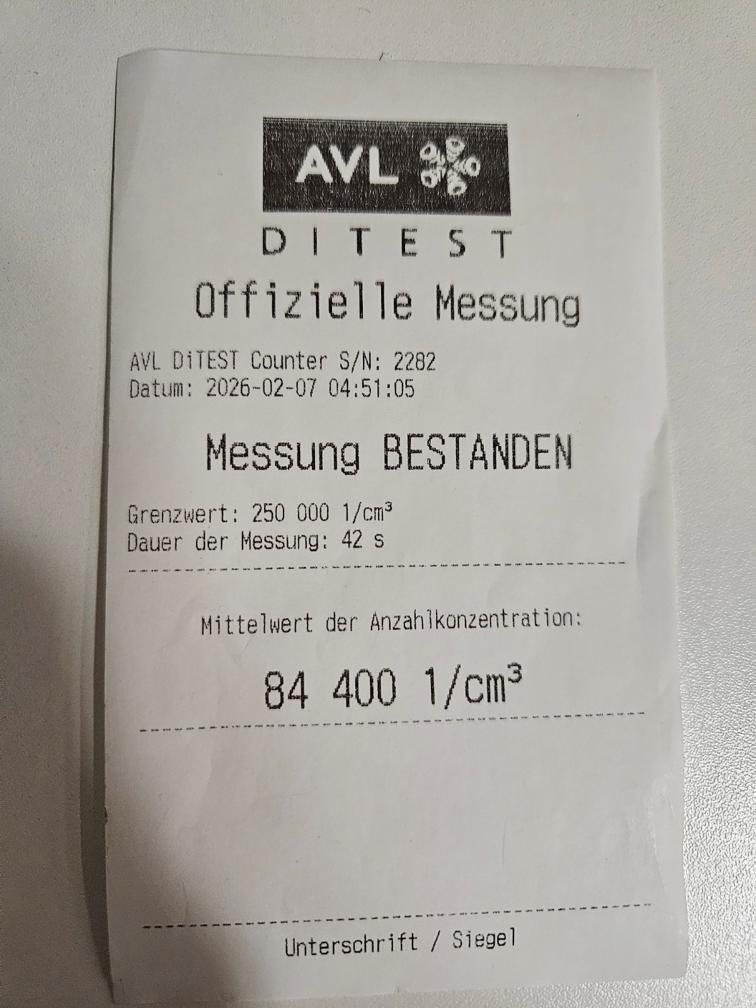 AVL
DITEST
Offizielle Messung
AVL DiTEST Counter S/N: 2282
Datum: 2026-02-07 04:51:05
Messung BESTANDEN
Grenzwert: 250 000 1/cm³
Dauer der Messung: 42 s
Mittelwert der Anzahlkonzentration:
84 400 1/cm³
Unterschrift / Siegel